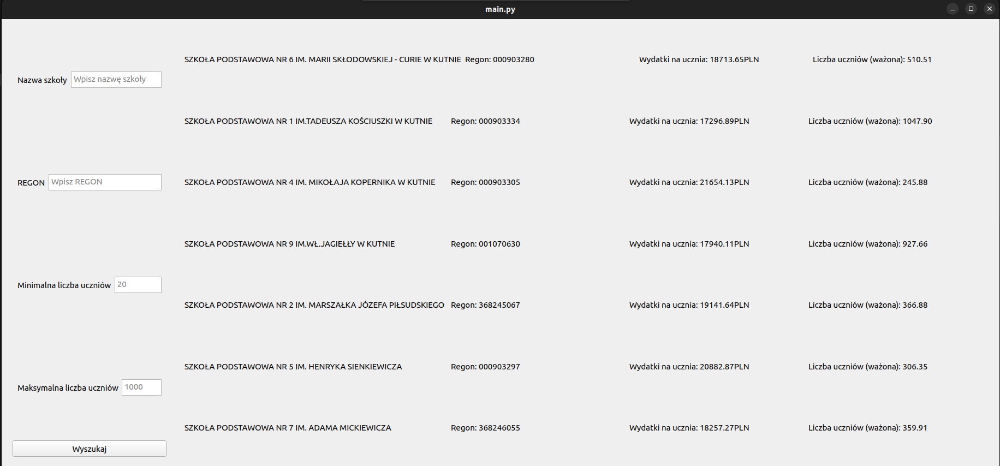 main.py
Nazwa szkoły Wpisz nazwę szkoły
REGON Wpisz REGON
Minimalna liczba uczniów 20
Maksymalna liczba uczniów 1000
Wyszukaj
SZKOŁA PODSTAWOWA NR 6 IM. MARII SKŁODOWSKIEJ - CURIE W KUTNIE Regon: 000903280 Wydatki na ucznia: 18713.65PLN Liczba uczniów (ważona): 510.51
SZKOŁA PODSTAWOWA NR 1 IM.TADEUSZA KOŚCIUSZKI W KUTNIE Regon: 000903334 Wydatki na ucznia: 17296.89PLN Liczba uczniów (ważona): 1047.90
SZKOŁA PODSTAWOWA NR 4 IM. MIKOŁAJA KOPERNIKA W KUTNIE Regon: 000903305 Wydatki na ucznia: 21654.13PLN Liczba uczniów (ważona): 245.88
SZKOŁA PODSTAWOWA NR 9 IM.WŁ.JAGIEŁŁY W KUTNIE Regon: 001070630 Wydatki na ucznia: 17940.11PLN Liczba uczniów (ważona): 927.66
SZKOŁA PODSTAWOWA NR 2 IM. MARSZAŁKA JÓZEFA PIŁSUDSKIEGO Regon: 368245067 Wydatki na ucznia: 19141.64PLN Liczba uczniów (ważona): 366.88
SZKOŁA PODSTAWOWA NR 5 IM. HENRYKA SIENKIEWICZA Regon: 000903297 Wydatki na ucznia: 20882.87PLN Liczba uczniów (ważona): 306.35
SZKOŁA PODSTAWOWA NR 7 IM. ADAMA MICKIEWICZA Regon: 368246055 Wydatki na ucznia: 18257.27PLN Liczba uczniów (ważona): 359.91